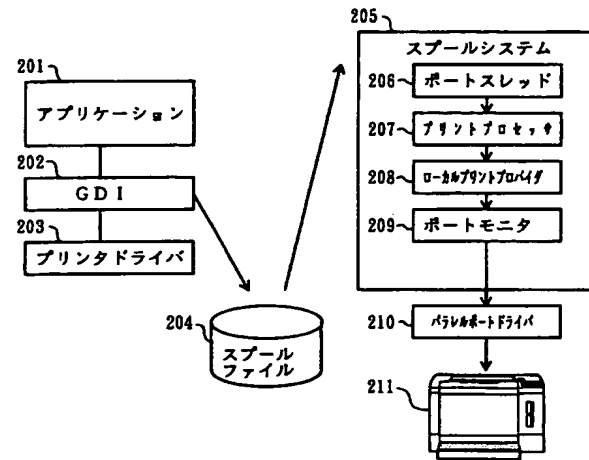 201
アプリケーション
202
GDI
203
プリンタドライバ
204
スプール
ファイル
205
スプールシステム
206
ポートスレッド
207
プリントプロセッサ
208
ローカルプリントプロバイダ
209
ポートモニタ
210
パラレルポートドライバ
211